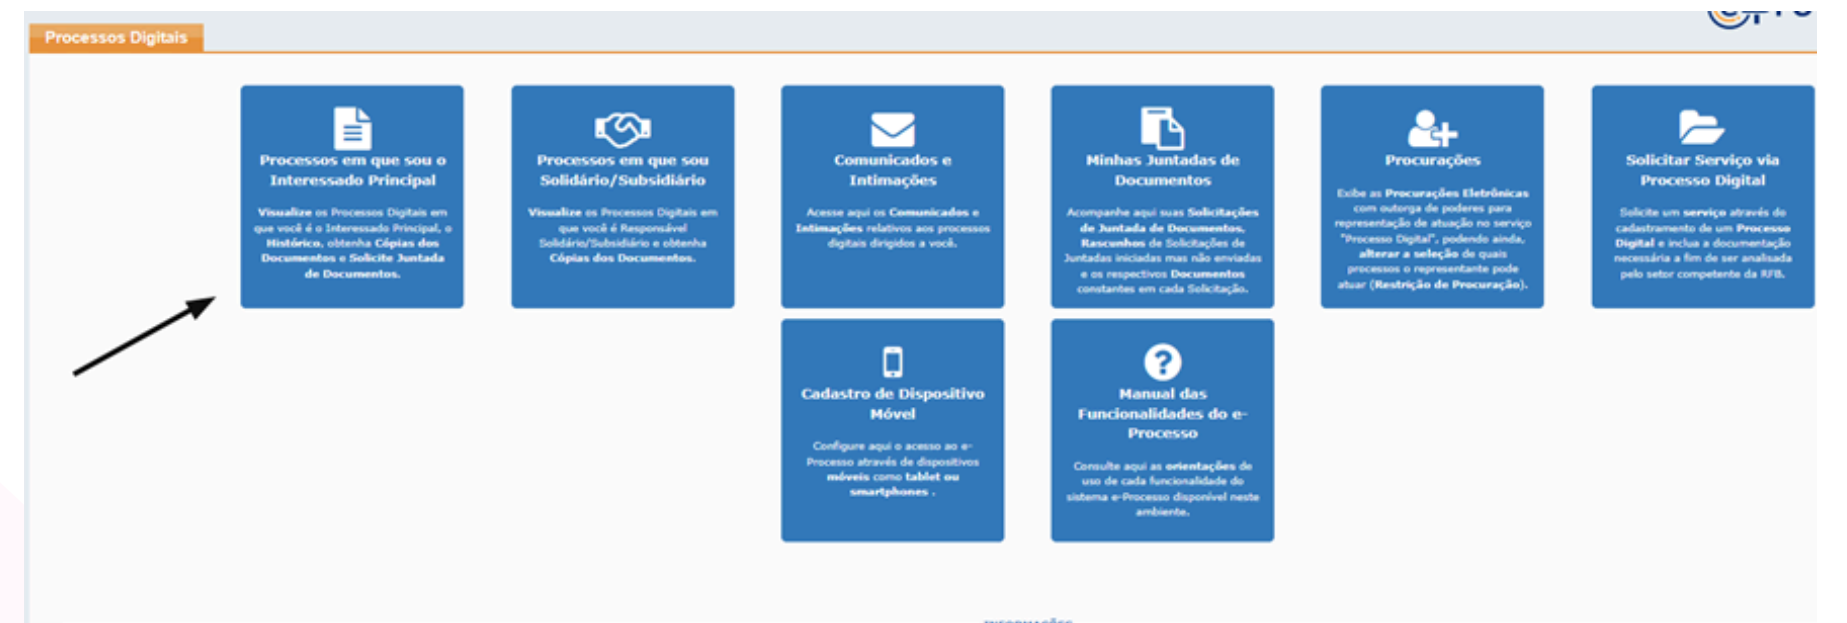 Processos Digitais
Processos em que sou o
Interessado Principal
Visualize os Processos Digitais em
que você é o Interessado Principal, o
Histórico, obtenha Cópias dos
Documentos e Solicite Juntada
de Documentos.
Processos em que sou
Solidário/Subsidiário
Visualize os Processos Digitais em
que você é Responsável
Solidário/Subsidiário e obtenha
Cópias dos Documentos.
Comunicados e
Intimações
Acesse aqui os Comunicados e
Intimações relativos aos processos
digitais dirigidos a você.
Minhas Juntadas de
Documentos
Acompanhe aqui suas Solicitações
de Juntada de Documentos,
Rascunhos de Solicitações de
Juntadas iniciadas mas não enviadas
e os respectivos Documentos
constantes em cada Solicitação.
Procurações
Exibe as Procurações Eletrônicas
com outorga de poderes para
representação de atuação no serviço
"Processo Digital", podendo ainda,
alterar a seleção de quais
processos o representante pode
atuar (Restrição de Procuração).
Solicitar Serviço via
Processo Digital
Solicite um serviço através do
cadastramento de um Processo
Digital e inclua a documentação
necessária a fim de ser analisada
pelo setor competente da RFB.
Cadastro de Dispositivo
Móvel
Configure aqui o acesso ao e-
Processo através de dispositivos
móveis como tablet ou
smartphones .
Manual das
Funcionalidades do e-
Processo
Consulte aqui as orientações de
uso de cada funcionalidade do
sistema e-Processo disponível neste
ambiente.